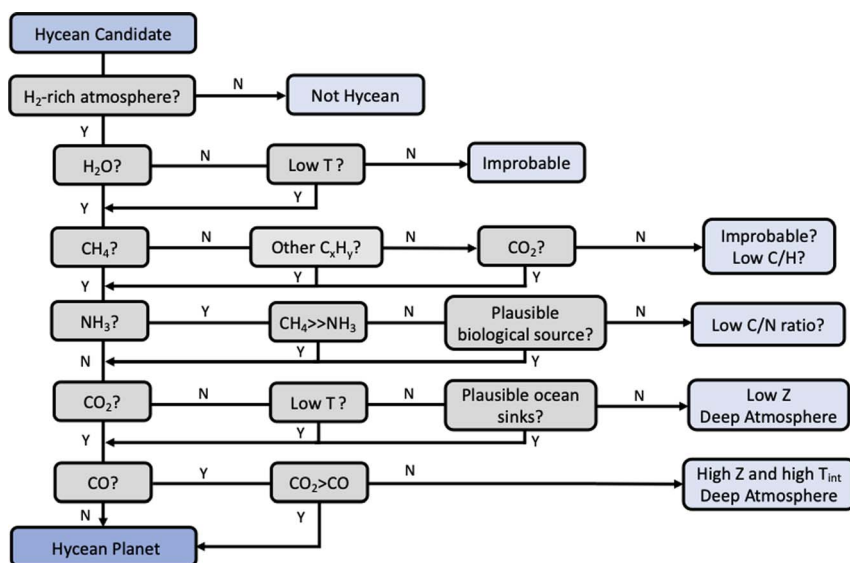 Hycean Candidate
H₂-rich atmosphere?
N
Not Hycean
Y
H₂O?
N
Low T?
N
Improbable
Y
Y
CH₄?
N
Other CₓHᵧ?
N
CO₂?
N
Improbable?
Low C/H?
Y
Y
Y
NH₃?
Y
CH₄>>NH₃
N
Plausible
biological source?
N
Low C/N ratio?
N
Y
Y
CO₂?
N
Low T?
N
Plausible ocean
sinks?
N
Low Z
Deep Atmosphere
Y
Y
Y
CO?
Y
CO₂>CO
N
High Z and high Tᵢₙₜ
Deep Atmosphere
N
Y
Hycean Planet